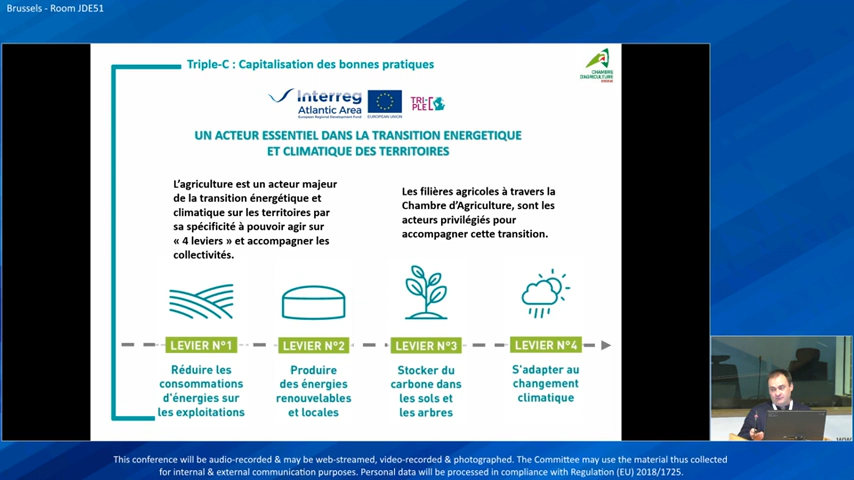 Brussels - Room JDE51
Triple-C : Capitalisation des bonnes pratiques
CHAMBRE
D'AGRICULTURE
Interreg
Atlantic Area
European Regional Development Fund
EUROPEAN UNION
TRI-
PLE C
UN ACTEUR ESSENTIEL DANS LA TRANSITION ENERGETIQUE
ET CLIMATIQUE DES TERRITOIRES
L'agriculture est un acteur majeur
de la transition énergétique et
climatique sur les territoires par
sa spécificité à pouvoir agir sur
« 4 leviers » et accompagner les
collectivités.
Les filières agricoles à travers la
Chambre d'Agriculture, sont les
acteurs privilégiés pour
accompagner cette transition.
LEVIER N°1
LEVIER N°2
LEVIER N°3
LEVIER N°4
Réduire les
consommations
d'énergies sur
les exploitations
Produire
des énergies
renouvelables
et locales
Stocker du
carbone dans
les sols et
les arbres
S'adapter au
changement
climatique
This conference will be audio-recorded & may be web-streamed, video-recorded & photographed. The Committee may use the material thus collected
for internal & external communication purposes. Personal data will be processed in compliance with Regulation (EU) 2018/1725.